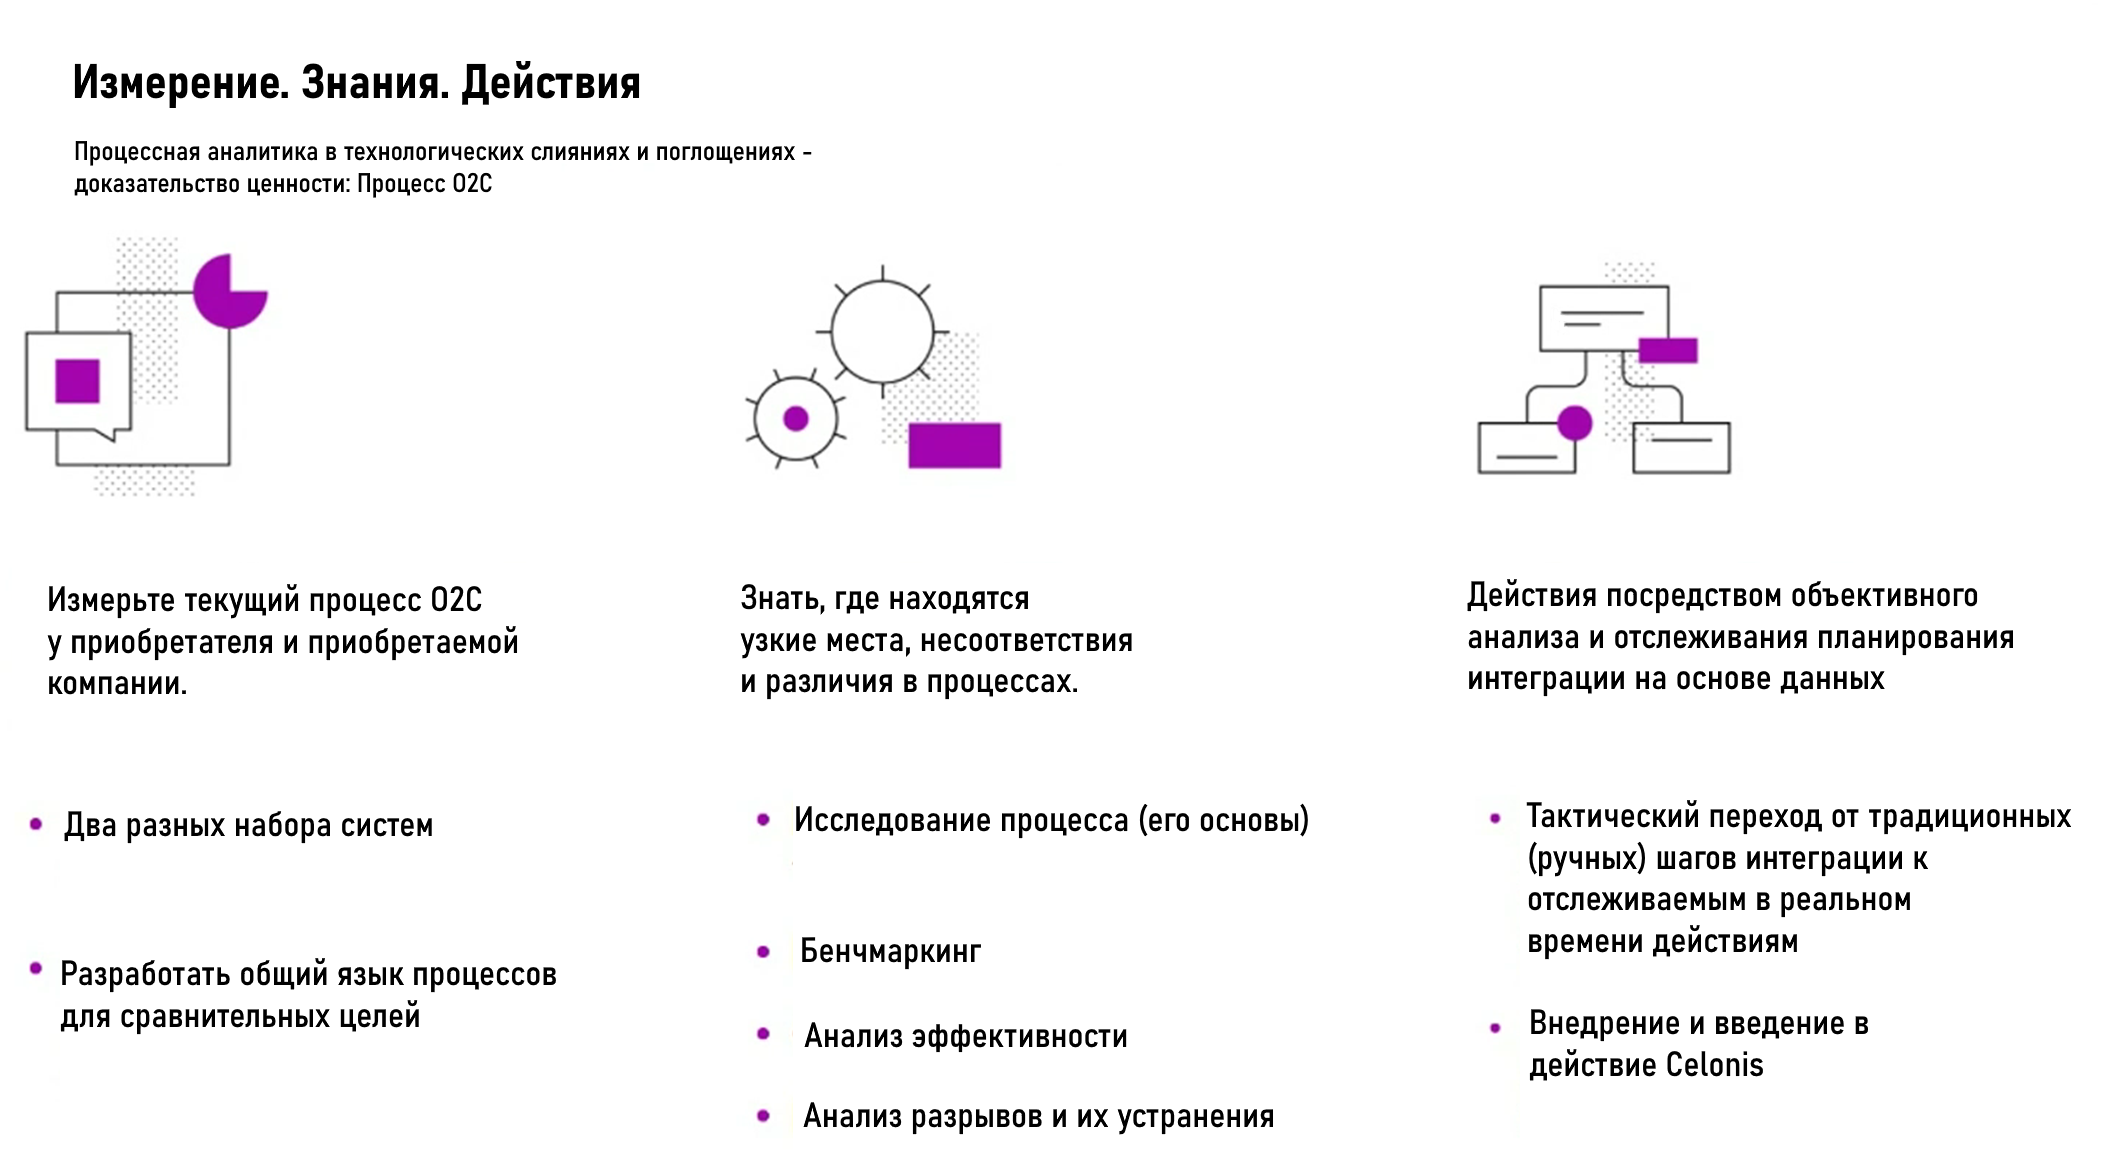 Измерение. Знания. Действия
Процессная аналитика в технологических слияниях и поглощениях -
доказательство ценности: Процесс О2С
Измерьте текущий процесс О2С
у приобретателя и приобретаемой
компании.
• Два разных набора систем
• Разработать общий язык процессов
для сравнительных целей
Знать, где находятся
узкие места, несоответствия
и различия в процессах.
• Исследование процесса (его основы)
• Бенчмаркинг
• Анализ эффективности
• Анализ разрывов и их устранения
Действия посредством объективного
анализа и отслеживания планирования
интеграции на основе данных
• Тактический переход от традиционных
(ручных) шагов интеграции к
отслеживаемым в реальном
времени действиям
• Внедрение и введение в
действие Celonis